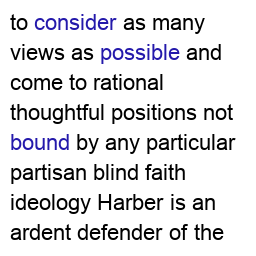 to consider as many
views as possible and
come to rational
thoughtful positions not
bound by any particular
partisan blind faith
ideology Harber is an
ardent defender of the